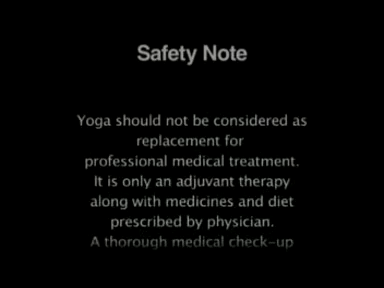 Safety Note
Yoga should not be considered as
replacement for
professional medical treatment.
It is only an adjuvant therapy
along with medicines and diet
prescribed by physician.
A thorough medical check-up